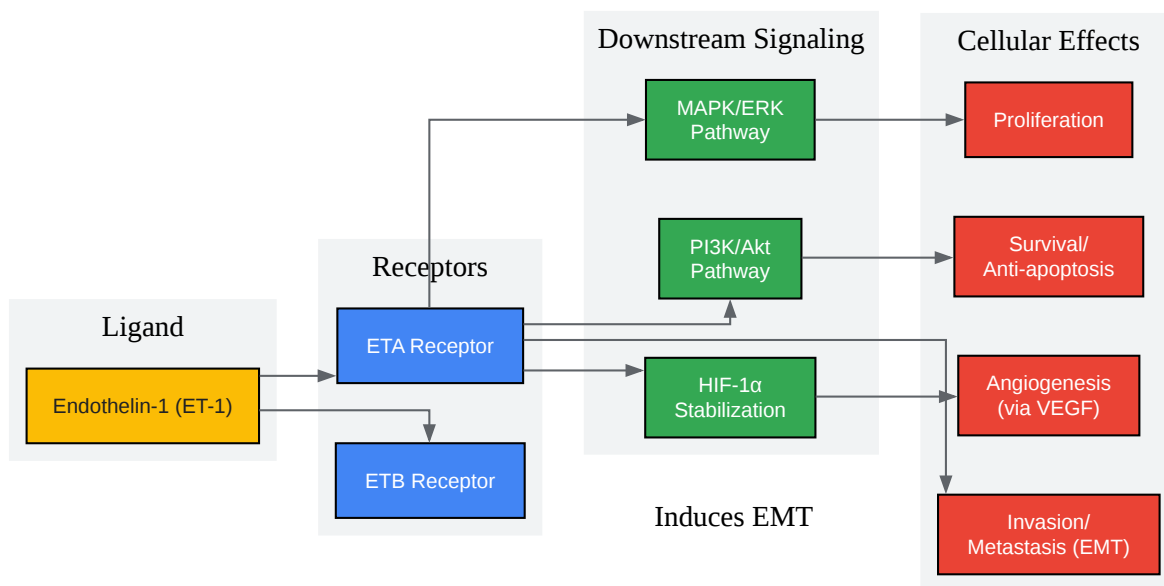 Downstream Signaling
Cellular Effects
MAPK/ERK
Pathway
Proliferation
PI3K/Akt
Pathway
Survival/
Anti-apoptosis
Receptors
Ligand
ETA Receptor
Endothelin-1 (ET-1)
HIF-1α
Stabilization
Angiogenesis
(via VEGF)
ETB Receptor
Induces EMT
Invasion/
Metastasis (EMT)